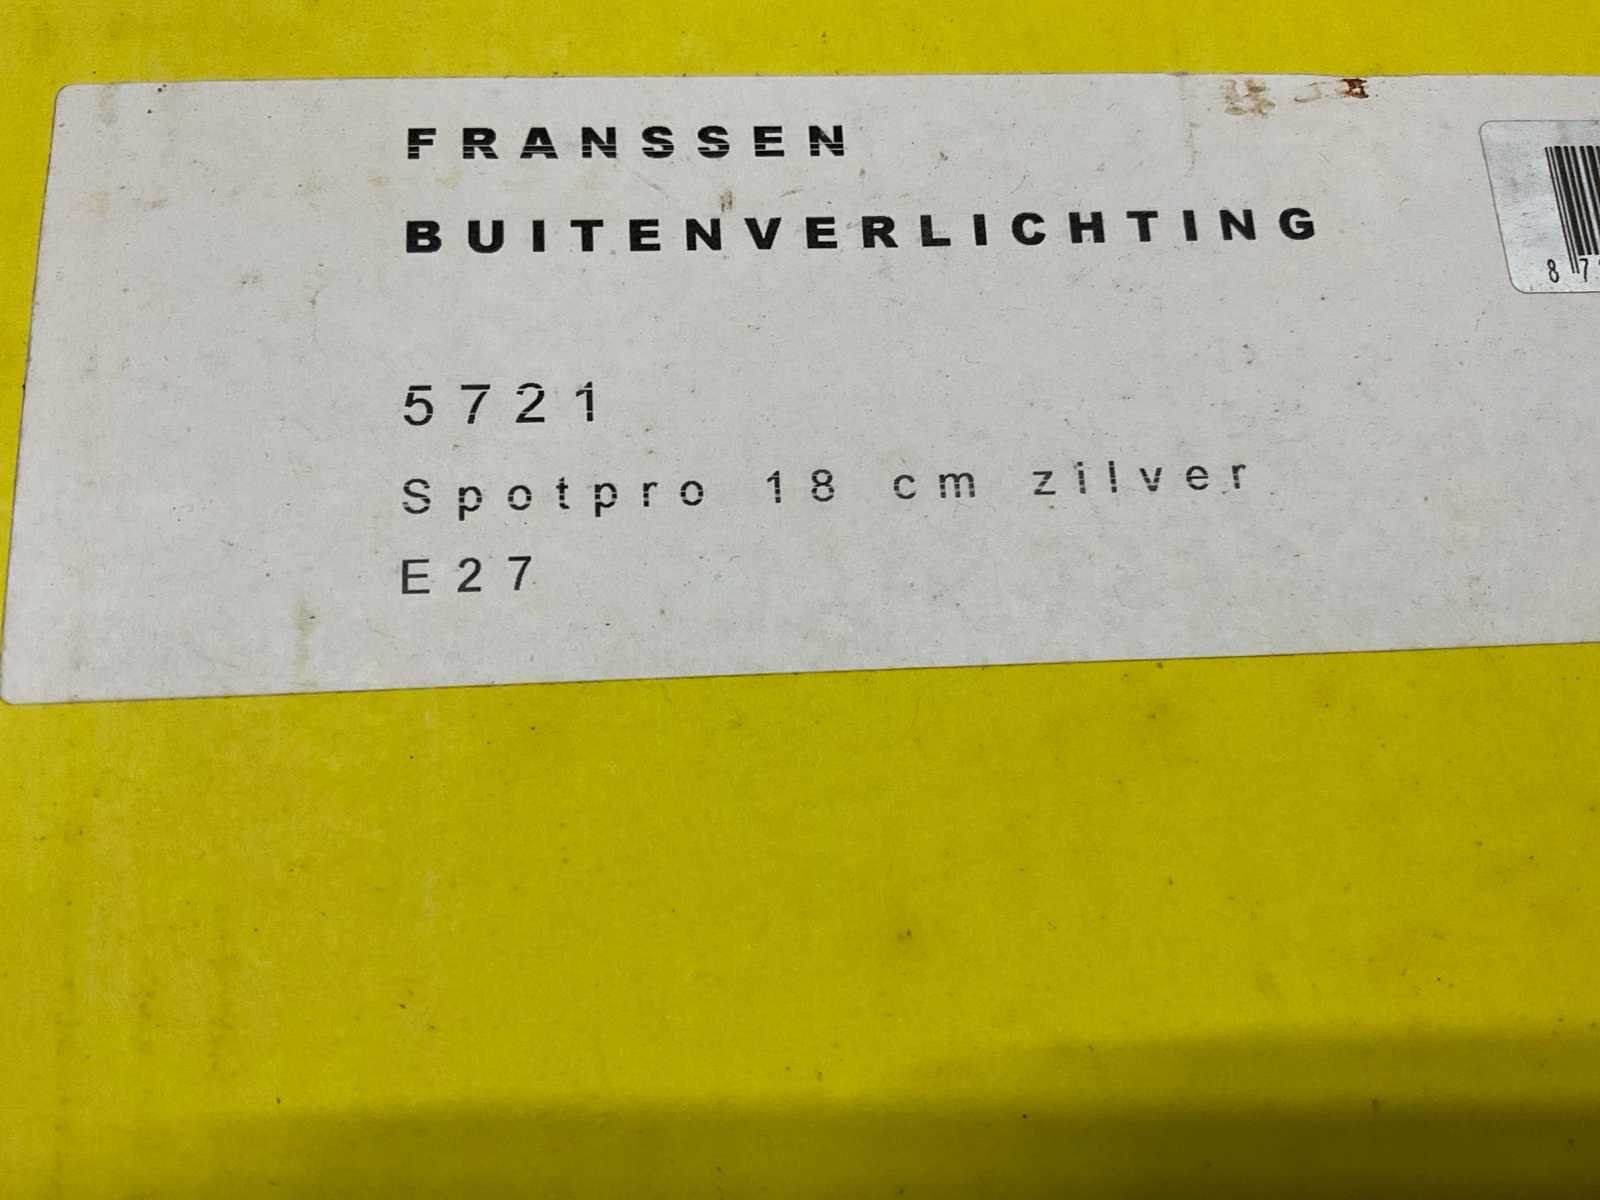 FRANSSEN
BUITENVERLICHTING
5721
Spotpro 18 cm zilver
E27